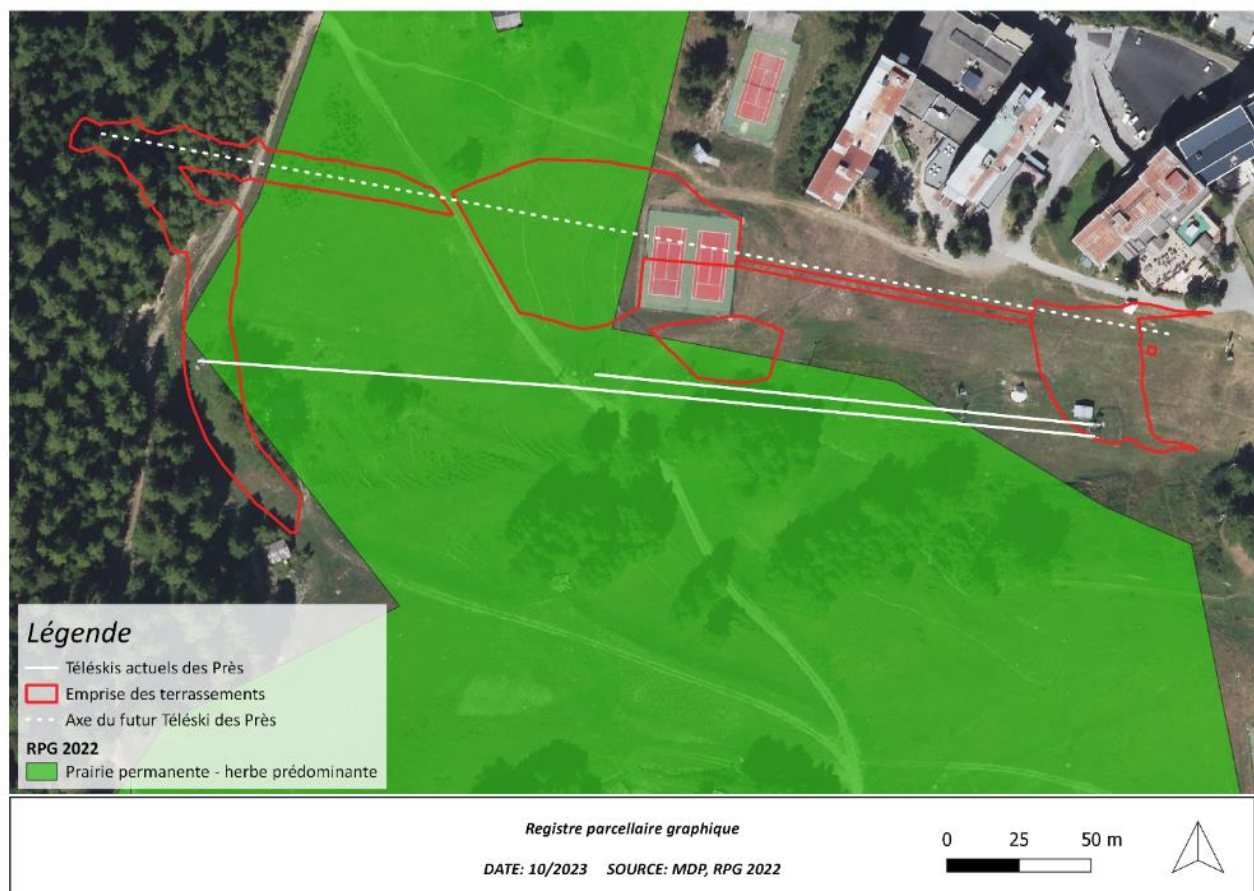 Légende
Téléskis actuels des Près
Emprise des terrassements
Axe du futur Téléski des Près
RPG 2022
Prairie permanente - herbe prédominante
Registre parcellaire graphique
DATE: 10/2023 SOURCE: MDP, RPG 2022
0 25 50 m